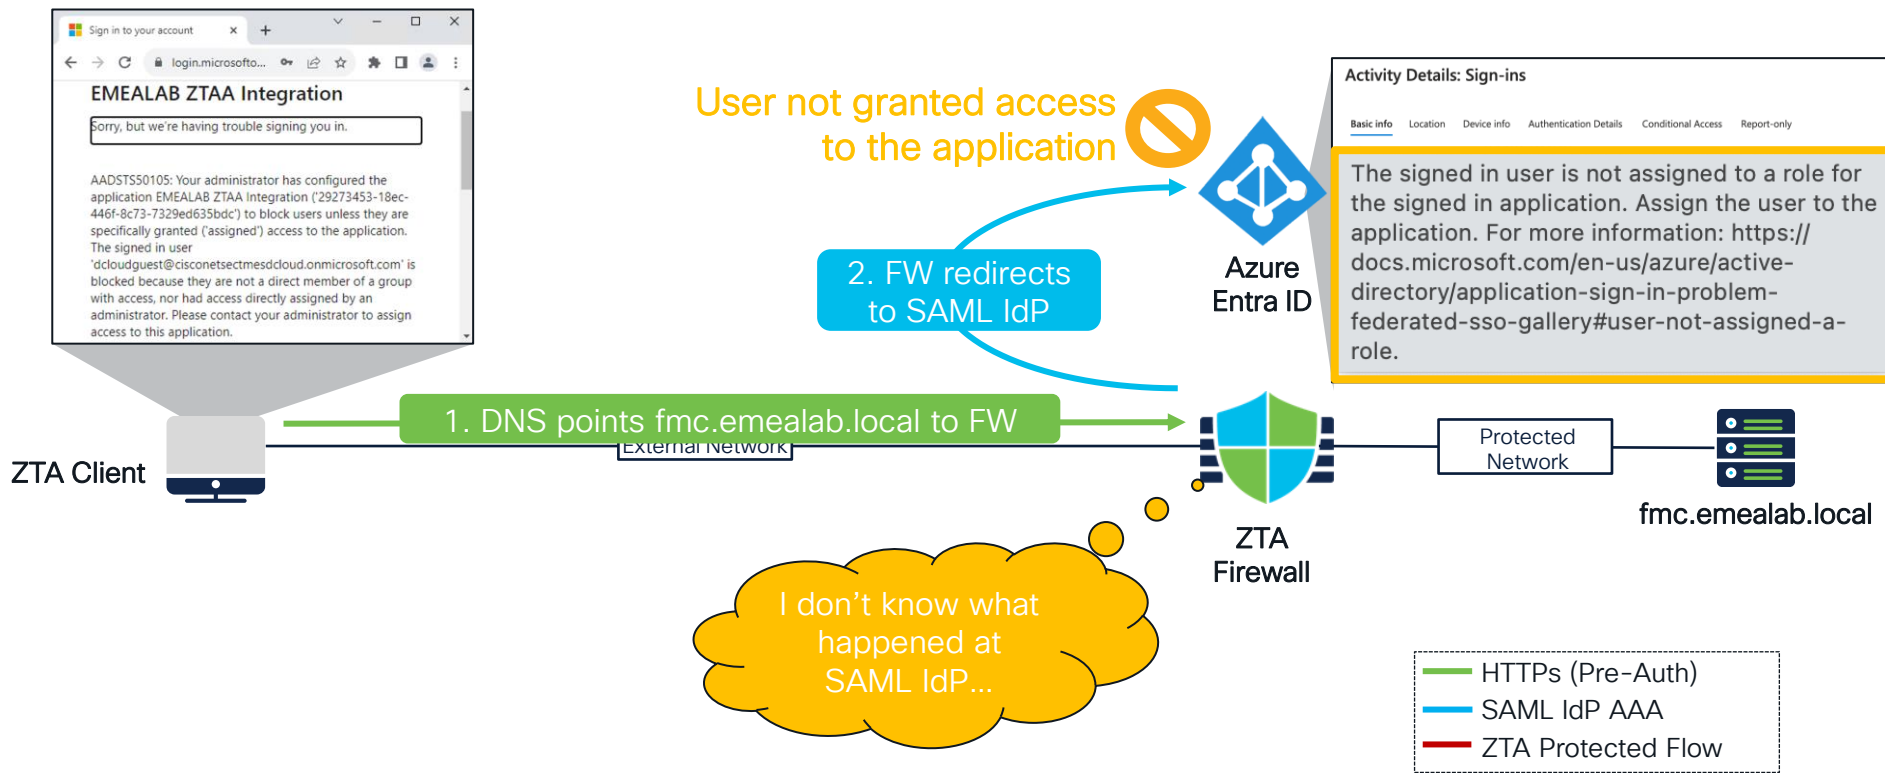 Sign in to your account
login.microsofto...
EMEALAB ZTAA Integration
Sorry, but we're having trouble signing you in.
AADSTS50105: Your administrator has configured the
application EMEALAB ZTAA Integration ('29273453-18ec-
446f-8c73-7329ed635bdc') to block users unless they are
specifically granted ('assigned') access to the application.
The signed in user
'dcloudguest@cisconetsectmesdcloud.onmicrosoft.com' is
blocked because they are not a direct member of a group
with access, nor had access directly assigned by an
administrator. Please contact your administrator to assign
access to this application.
User not granted access
to the application
Activity Details: Sign-ins
Basic info Location Device info Authentication Details Conditional Access Report-only
The signed in user is not assigned to a role for
the signed in application. Assign the user to the
application. For more information: https://
docs.microsoft.com/en-us/azure/active-
directory/application-sign-in-problem-
federated-sso-gallery#user-not-assigned-a-
role.
Azure
Entra ID
2. FW redirects
to SAML IdP
1. DNS points fmc.emealab.local to FW
External Network
ZTA Client
Protected
Network
fmc.emealab.local
ZTA
Firewall
I don't know what
happened at
SAML IdP...
HTTPs (Pre-Auth)
SAML IdP AAA
ZTA Protected Flow